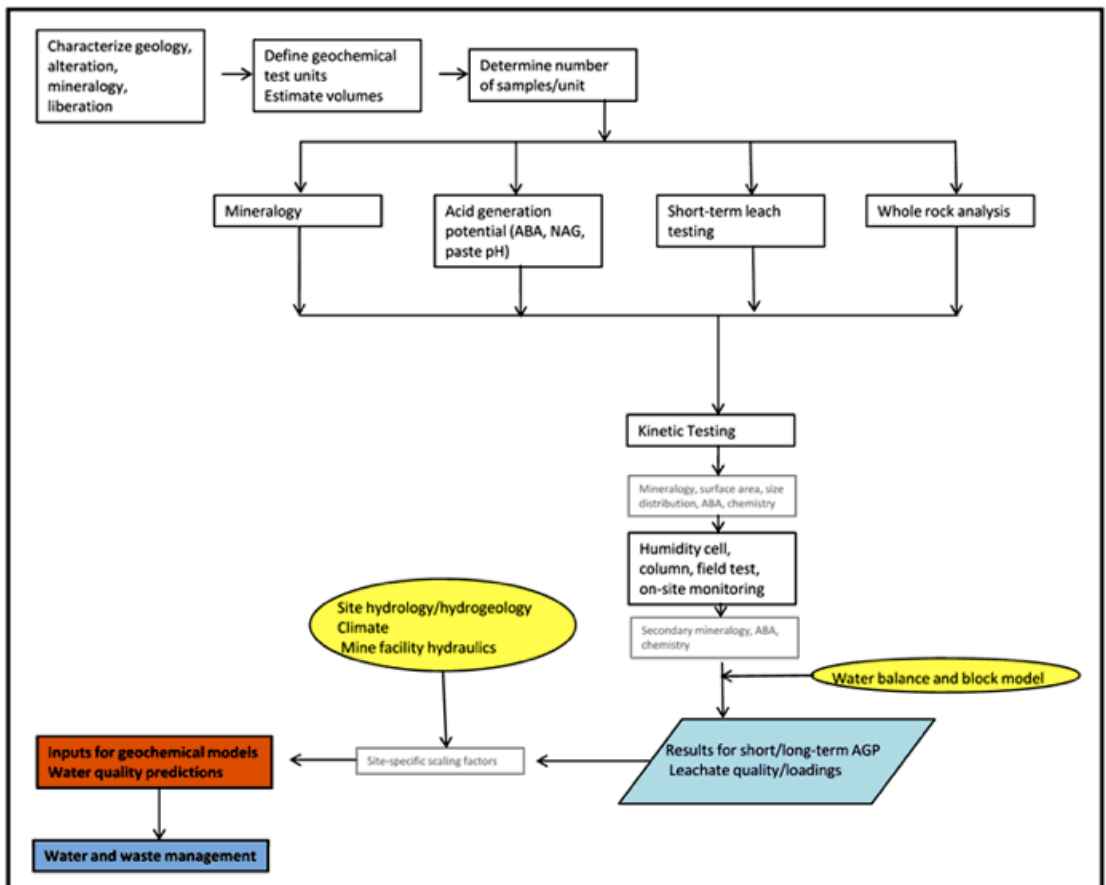 Characterize geology,
alteration,
mineralogy,
liberation
Define geochemical
test units
Estimate volumes
Determine number
of samples/unit
Mineralogy
Acid generation
potential (ABA, NAG,
paste pH)
Short-term leach
testing
Whole rock analysis
Kinetic Testing
Mineralogy, surface area, size
distribution, ABA, chemistry
Humidity cell,
column, field test,
on-site monitoring
Secondary mineralogy, ABA,
chemistry
Site hydrology/hydrogeology
Climate
Mine facility hydraulics
Water balance and block model
Results for short/long-term AGP
Leachate quality/loadings
Site-specific scaling factors
Inputs for geochemical models
Water quality predictions
Water and waste management